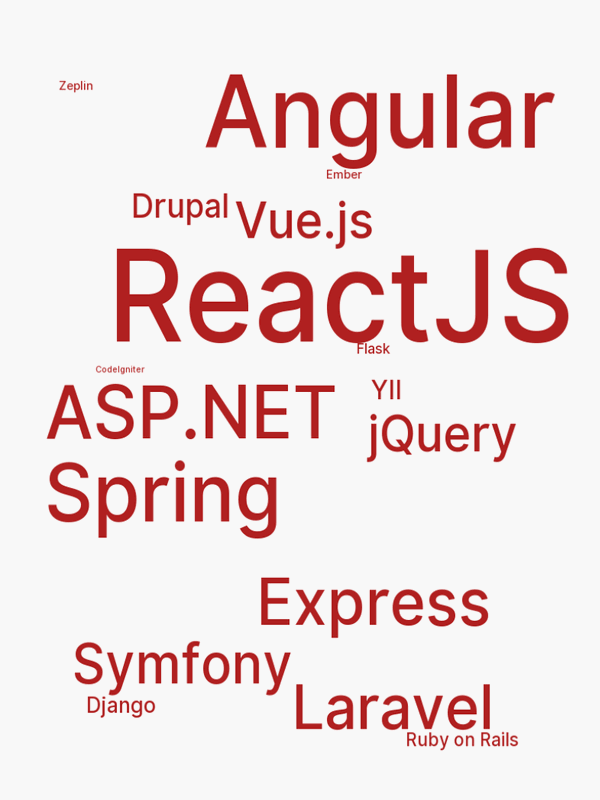 Zeplin
Angular
Ember
Drupal
Vue.js
ReactJS
Flask
CodeIgniter
ASP.NET
YII
jQuery
Spring
Express
Symfony
Django
Laravel
Ruby on Rails